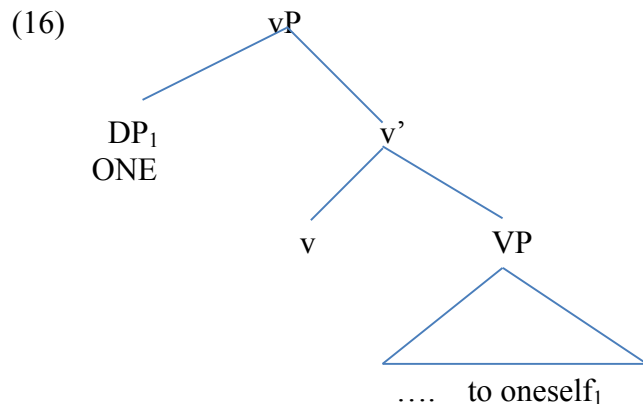 (16)
vP
DP₁
ONE
v’
v
VP
…. to oneself₁